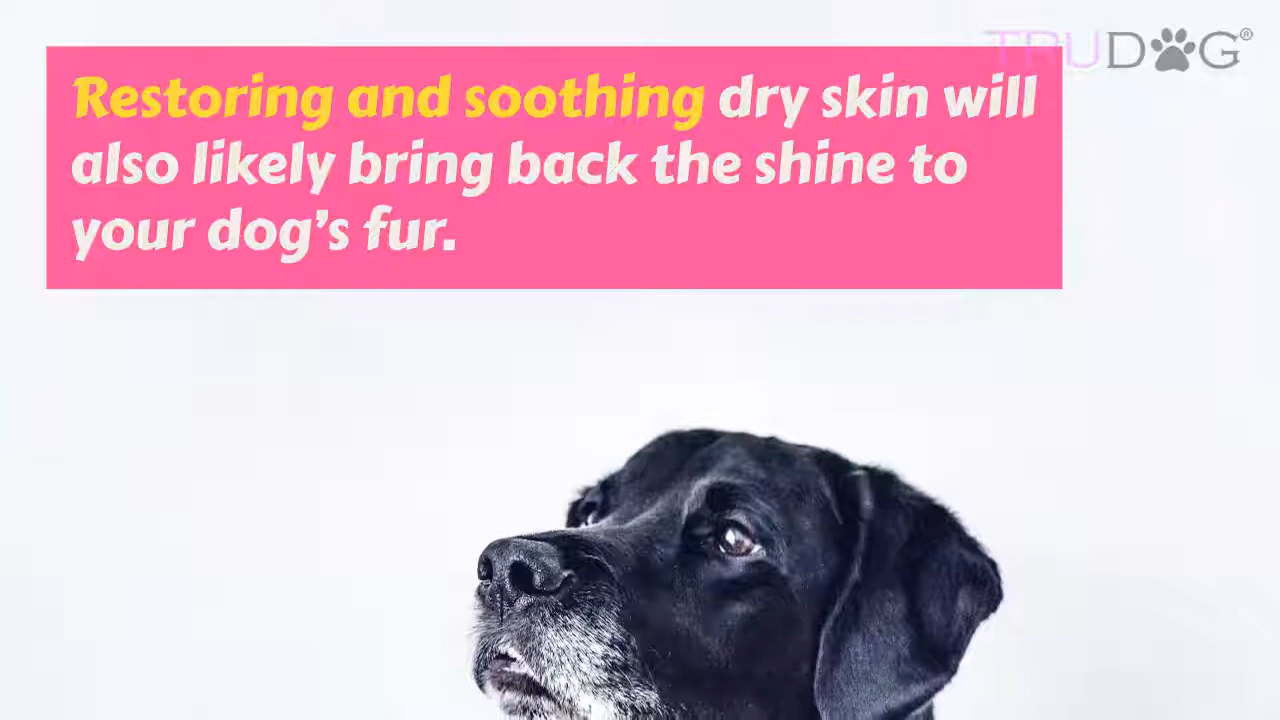 TRUDOG®
Restoring and soothing dry skin will
also likely bring back the shine to
your dog's fur.